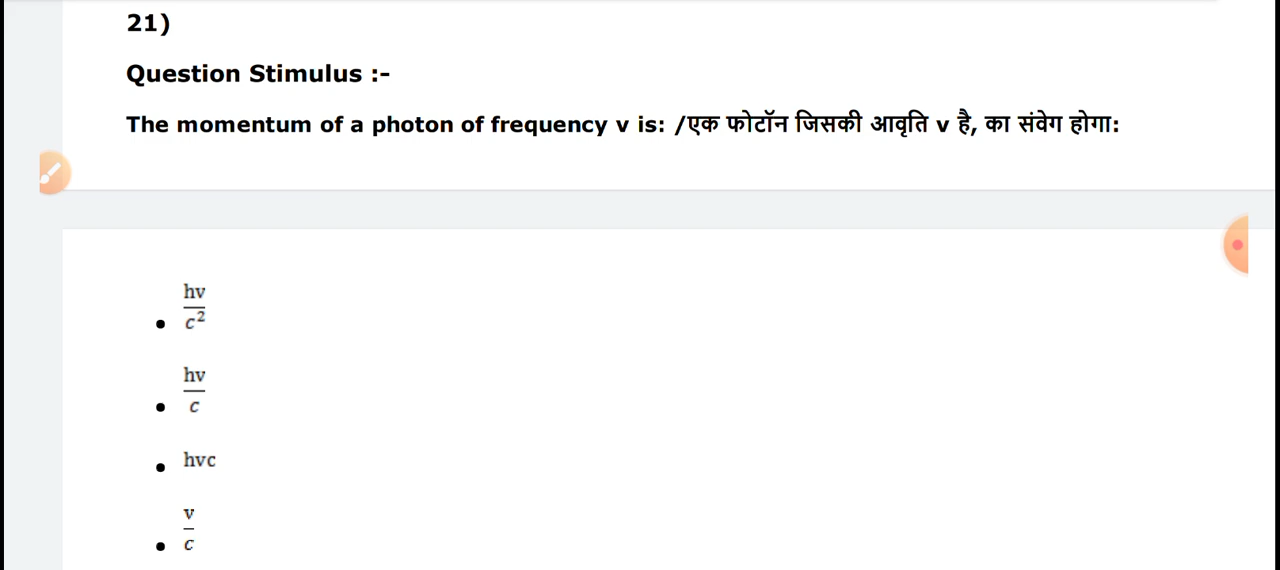 21)
Question Stimulus :-
The momentum of a photon of frequency v is: /एक फोटॉन जिसकी आवृति v है, का संवेग होगा:
• hv/c²
• hv/c
• hvc
• v/c